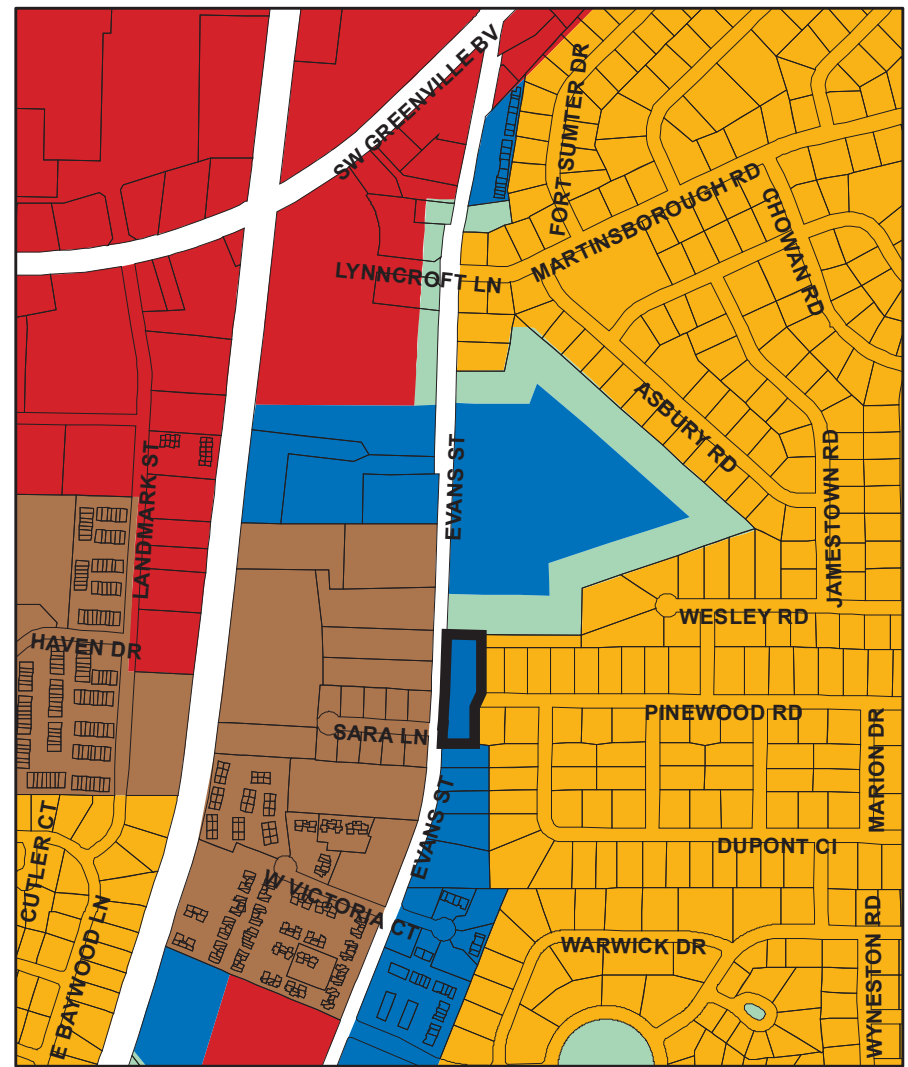 SW GREENVILLE BV
FORT SUMTER DR
MARTINSBOROUGH RD
CHOWAN RD
LYNNCROFT LN
ASBURY RD
EVANS ST
LANDMARK ST
JAMESTOWN RD
WESLEY RD
HAVEN DR
PINEWOOD RD
SARA LN
MARION DR
EVANS ST
DUPONT CI
CUTLER CT
W VICTORIA CT
WARWICK DR
E BAYWOOD LN
WYNESTON RD